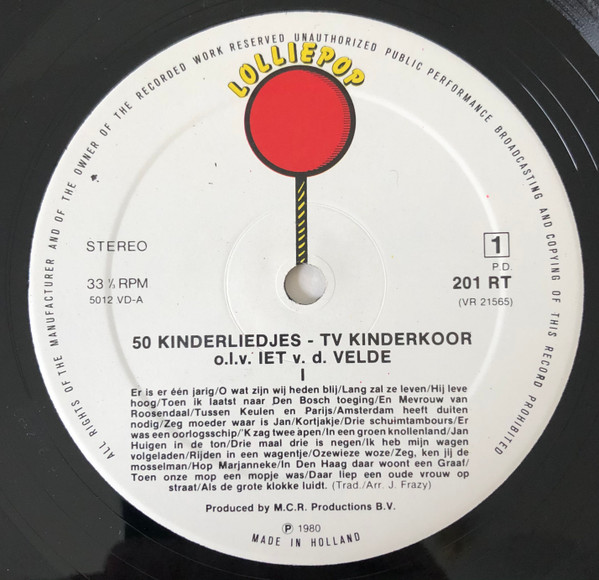 ALL RIGHTS OF THE MANUFACTURER AND OF THE OWNER OF THE RECORDED WORK RESERVED UNAUTHORIZED PUBLIC PERFORMANCE BROADCASTING AND COPYING OF THIS RECORD PROHIBITED
LOLLIEPOP
STEREO
1
P.D.
33 ⅓ RPM
201 RT
5012 VD-A
(VR 21565)
50 KINDERLIEDJES - TV KINDERKOOR
o.l.v. IET v. d. VELDE
I
Er is er één jarig/O wat zijn wij heden blij/Lang zal ze leven/Hij leve
hoog/Toen ik laatst naar Den Bosch toeging/En Mevrouw van
Roosendaal/Tussen Keulen en Parijs/Amsterdam heeft duiten
nodig/Zeg moeder waar is Jan/Kortjakje/Drie schuimtambours/Er
was een oorlogsschip/'K zag twee apen/In een groen knollenland/Jan
Huigen in de ton/Drie maal drie is negen/Ik heb mijn wagen
volgeladen/Rijden in een wagentje/Ozewieze woze/Zeg, ken jij de
mosselman/Hop Marjanneke/In Den Haag daar woont een Graaf/
Toen onze mop een mopje was/Daar liep een oude vrouw op
straat/Als de grote klokke luidt. (Trad./Arr. J. Frazy)
Produced by M.C.R. Productions B.V.
℗ 1980
MADE IN HOLLAND